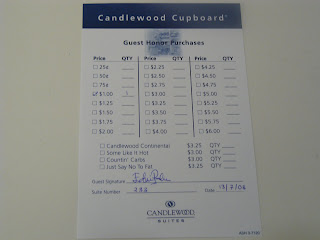 Candlewood Cupboard
Guest Honor Purchases
Price QTY Price QTY Price QTY
25¢ $2.25 $4.25
50¢ $2.50 $4.50
75¢ $2.75 $4.75
$1.00 $3.00 $5.00
$1.25 $3.25 $5.25
$1.50 $3.50 $5.50
$1.75 $3.75 $5.75
$2.00 $4.00 $6.00
Candlewood Continental $3.25 QTY
Some Like It Hot $3.00 QTY
Countin' Carbs $3.00 QTY
Just Say No To Fat $3.25 QTY
Guest Signature
Suite Number Date
CANDLEWOOD
SUITES